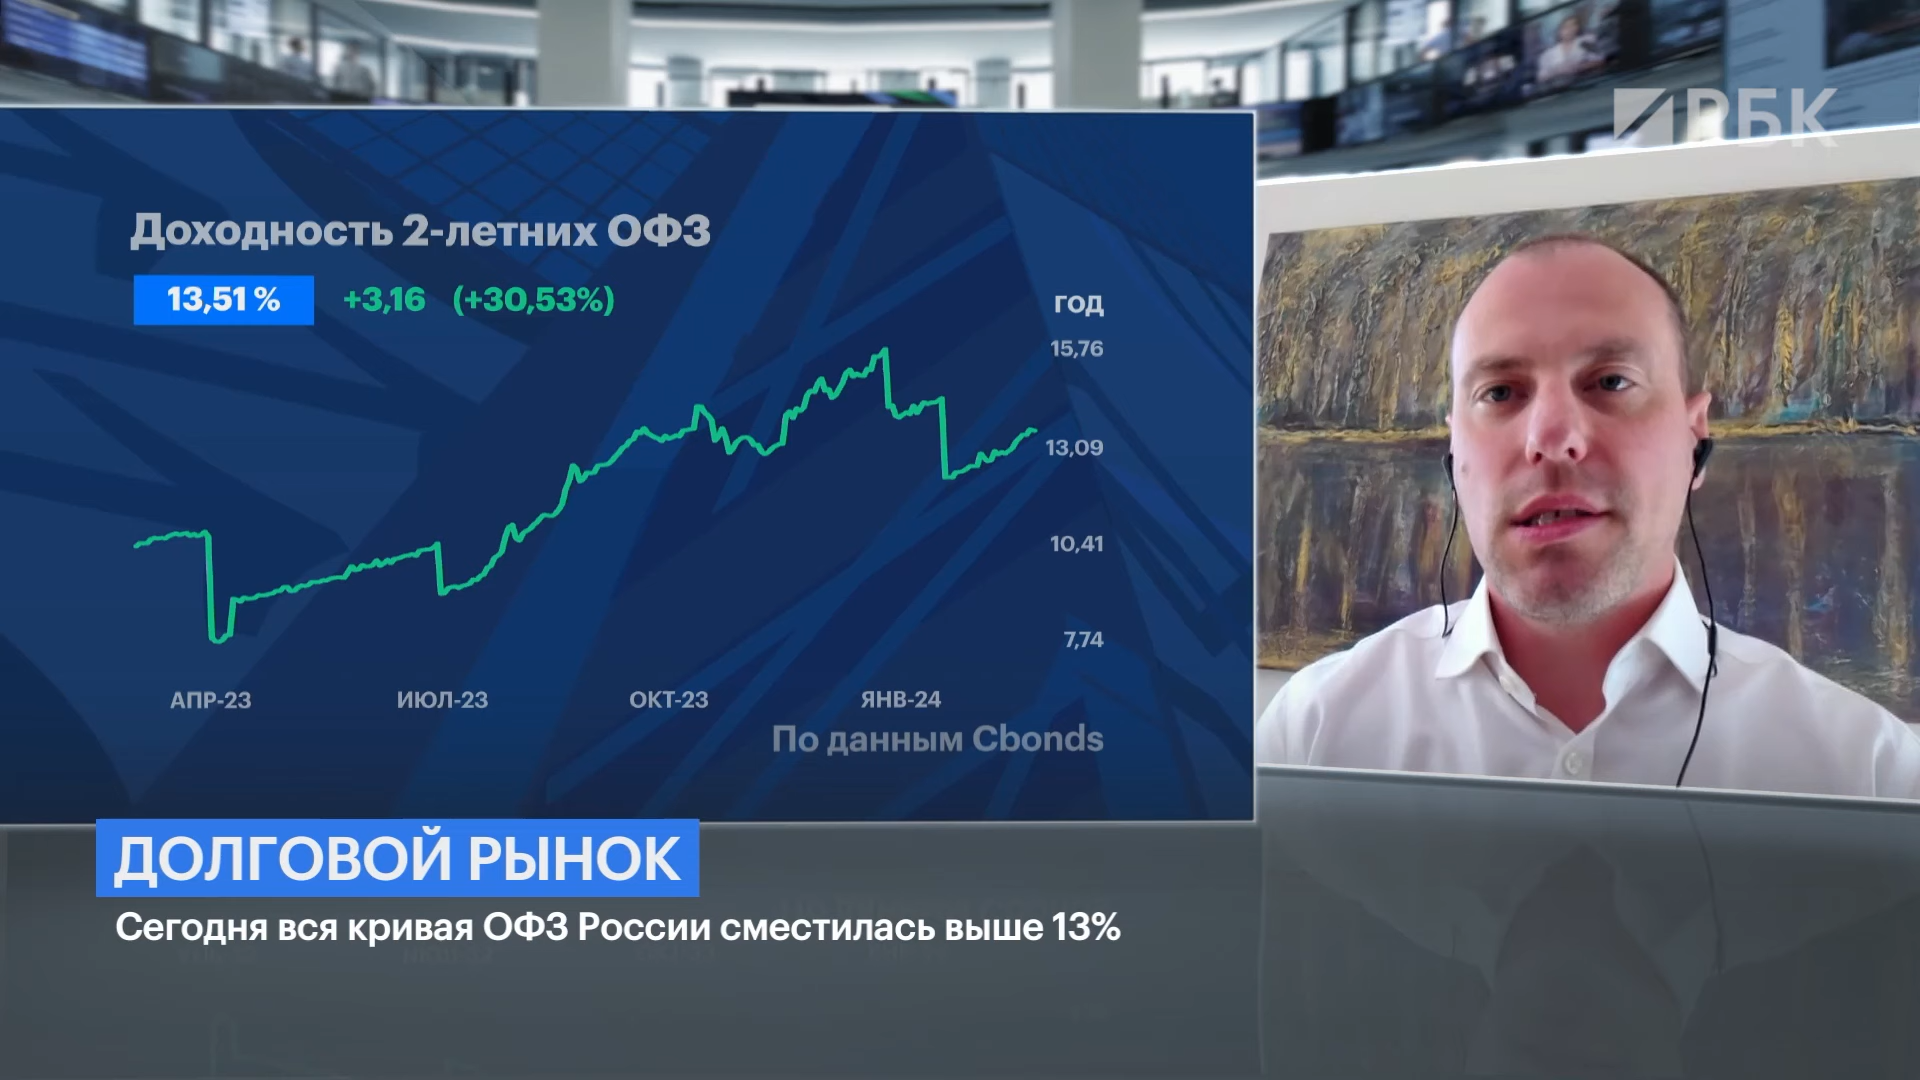 РБК
Доходность 2-летних ОФЗ
13,51 % +3,16 (+30,53%)
ГОД
15,76
13,09
10,41
7,74
АПР-23 ИЮЛ-23 ОКТ-23 ЯНВ-24
По данным Cbonds
ДОЛГОВОЙ РЫНОК
Сегодня вся кривая ОФЗ России сместилась выше 13%